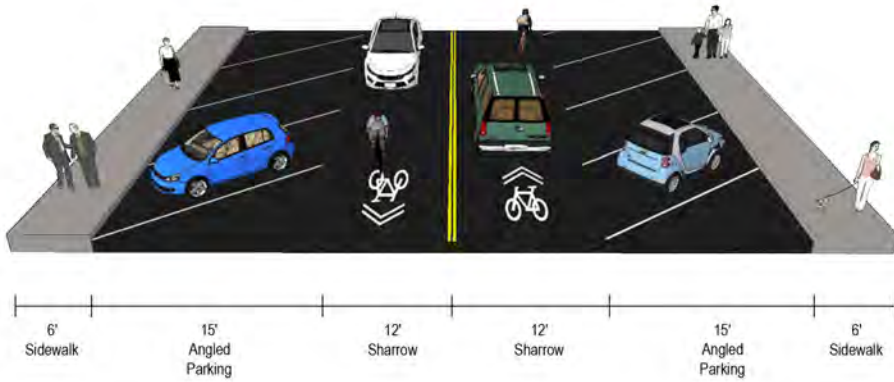 6'
Sidewalk
15'
Angled
Parking
12'
Sharrow
12'
Sharrow
15'
Angled
Parking
6'
Sidewalk